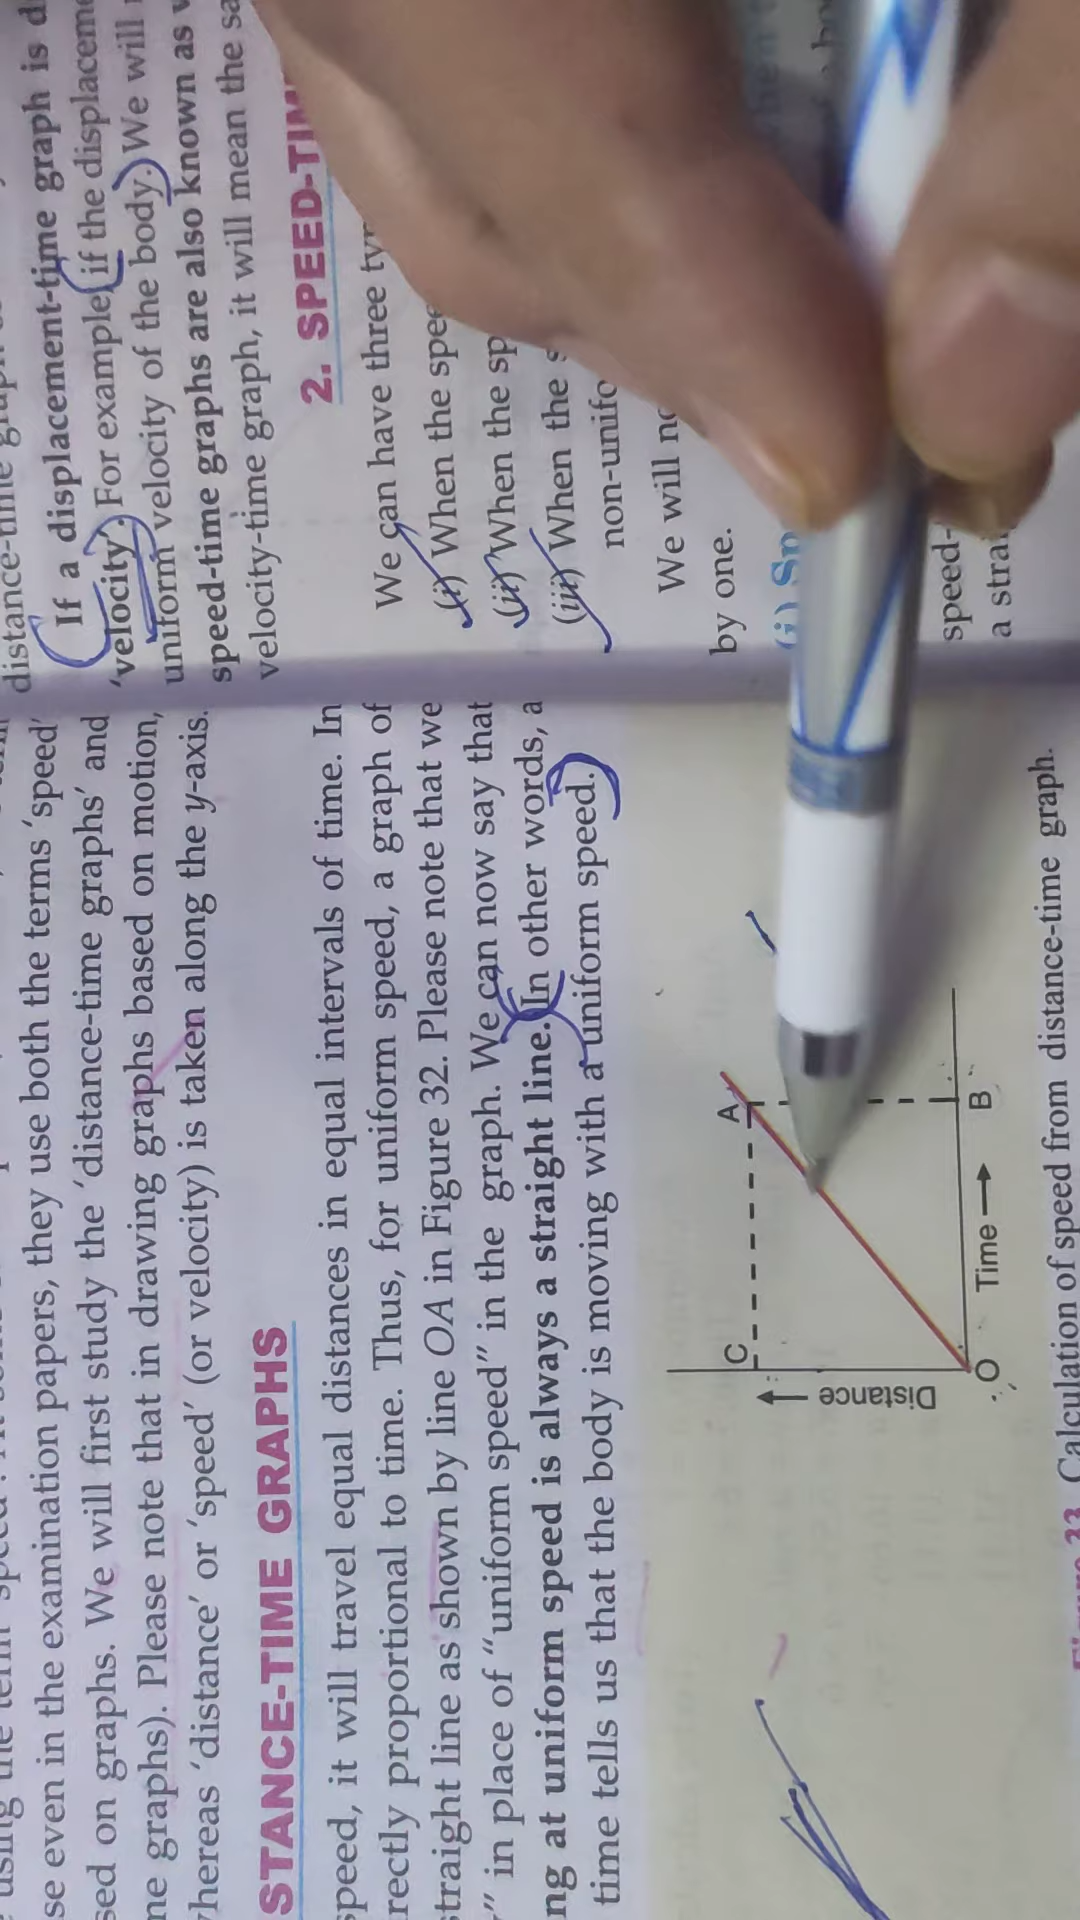 se even in the examination papers, they use both the terms ‘speed’
sed on graphs. We will first study the ‘distance-time graphs’ and
me graphs). Please note that in drawing graphs based on motion,
whereas ‘distance’ or ‘speed’ (or velocity) is taken along the y-axis.
STANCE-TIME GRAPHS
speed, it will travel equal distances in equal intervals of time. In
rectly proportional to time. Thus, for uniform speed, a graph of
straight line as shown by line OA in Figure 32. Please note that we
” in place of “uniform speed” in the graph. We can now say that
ng at uniform speed is always a straight line. In other words, a
time tells us that the body is moving with a uniform speed.)
C
A
Distance
O
Time
B
Calculation of speed from distance-time graph.
If a displacement-time graph is d
‘velocity’. For example, if the displaceme
uniform velocity of the body. We will
speed-time graphs are also known as v
velocity-time graph, it will mean the sa
2. SPEED-TIM
We can have three typ
(i) When the spee
(ii) When the sp
(iii) When the s
non-unifo
We will no
by one.
(i) Sp
speed-
a stra